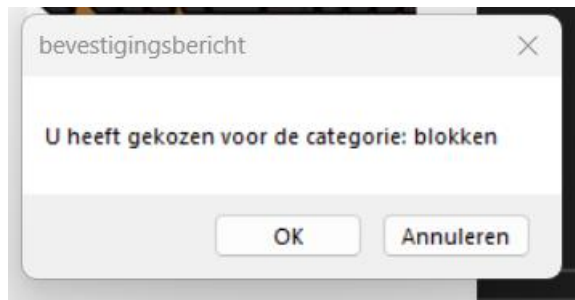 bevestigingsbericht
U heeft gekozen voor de categorie: blokken
OK
Annuleren